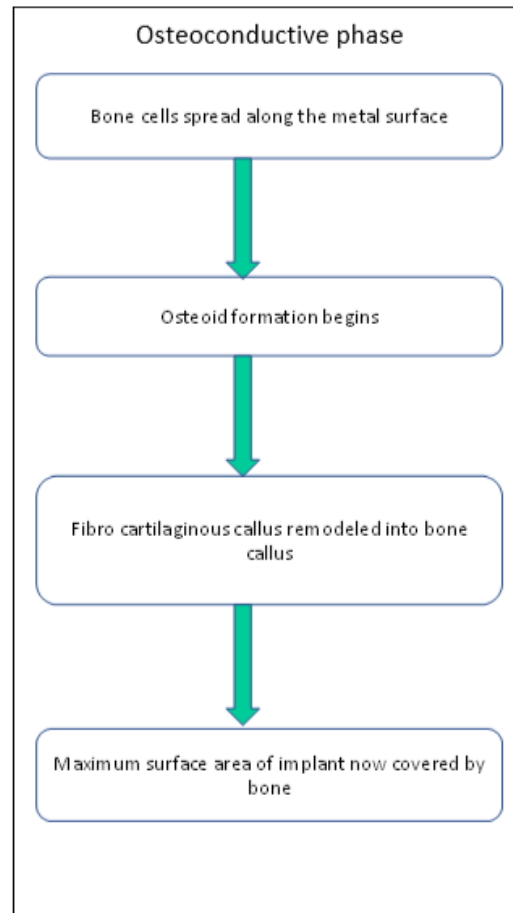 Osteoconductive phase
Bone cells spread along the metal surface
Osteoid formation begins
Fibro cartilaginous callus remodeled into bone
callus
Maximum surface area of implant now covered by
bone